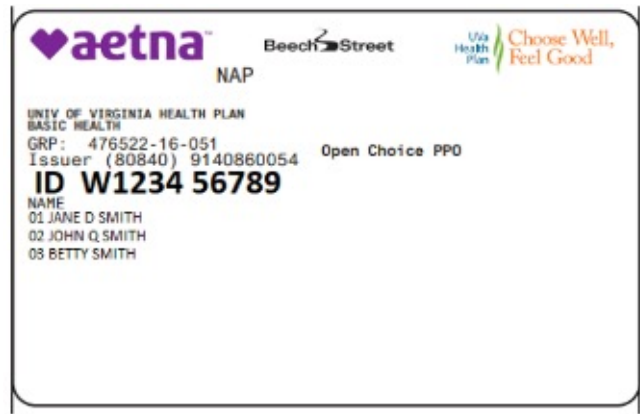 aetna™
Beech Street
UVa Health Plan
Choose Well,
Feel Good
NAP
UNIV OF VIRGINIA HEALTH PLAN
BASIC HEALTH
GRP: 476522-16-051
Issuer (80840) 9140860054
Open Choice PPO
ID W1234 56789
NAME
01 JANE D SMITH
02 JOHN Q SMITH
03 BETTY SMITH